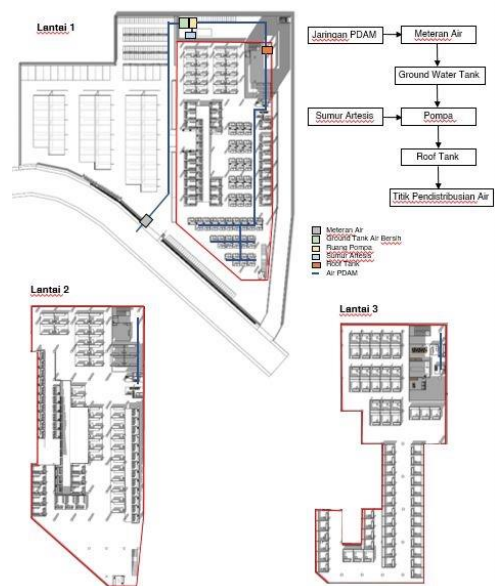 Lantai 1
Jaringan PDAM
Meteran Air
Ground Water Tank
Sumur Artesis
Pompa
Roof Tank
Titik Pendistribusian Air
Meteran Air
Ground Tank Air Bersih
Ruang Pompa
Sumur Artesis
Roof Tank
Air PDAM
Lantai 2
Lantai 3